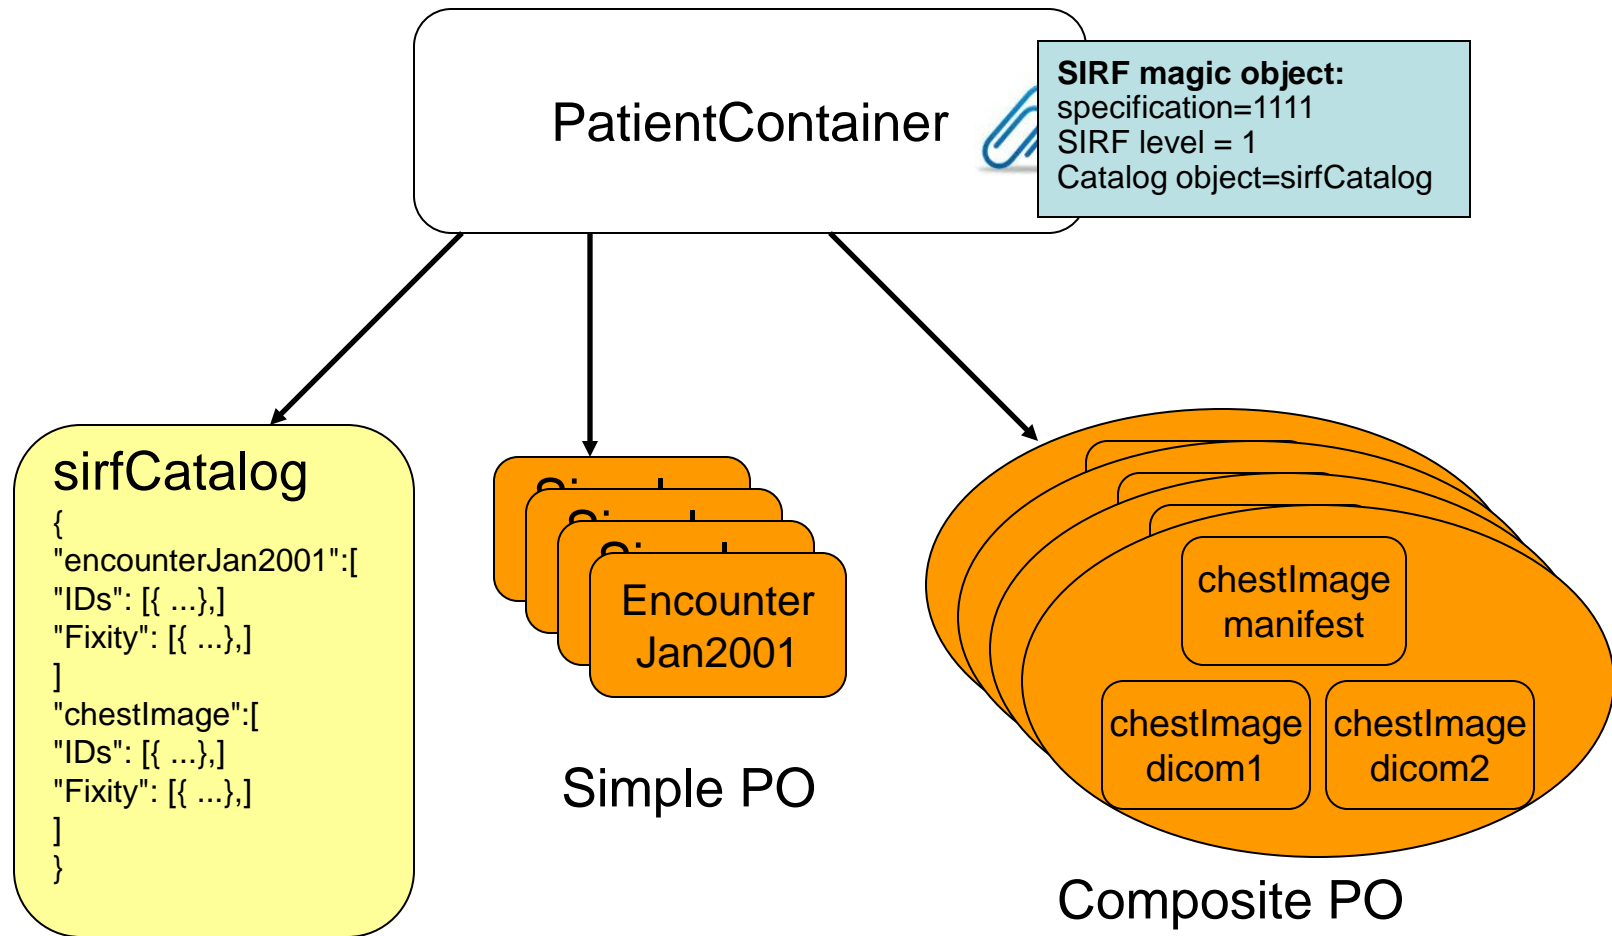 PatientContainer
SIRF magic object:
specification=1111
SIRF level = 1
Catalog object=sirfCatalog
sirfCatalog
{
"encounterJan2001":[
"IDs": [{ ...},]
"Fixity": [{ ...},]
]
"chestImage":[
"IDs": [{ ...},]
"Fixity": [{ ...},]
]
}
Encounter
Jan2001
Simple PO
chestImage
manifest
chestImage
dicom1
chestImage
dicom2
Composite PO